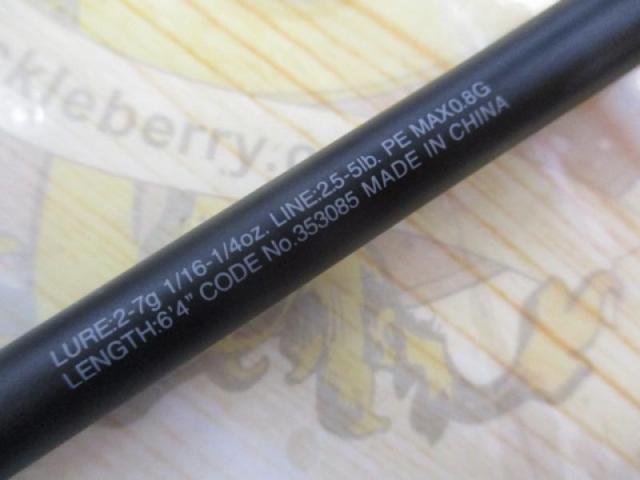 ckleberry.
LURE:2-7g 1/16-1/4oz. LINE:2.5-5lb. PE MAX0.8G
LENGTH:6'4" CODE No.353085 MADE IN CHINA